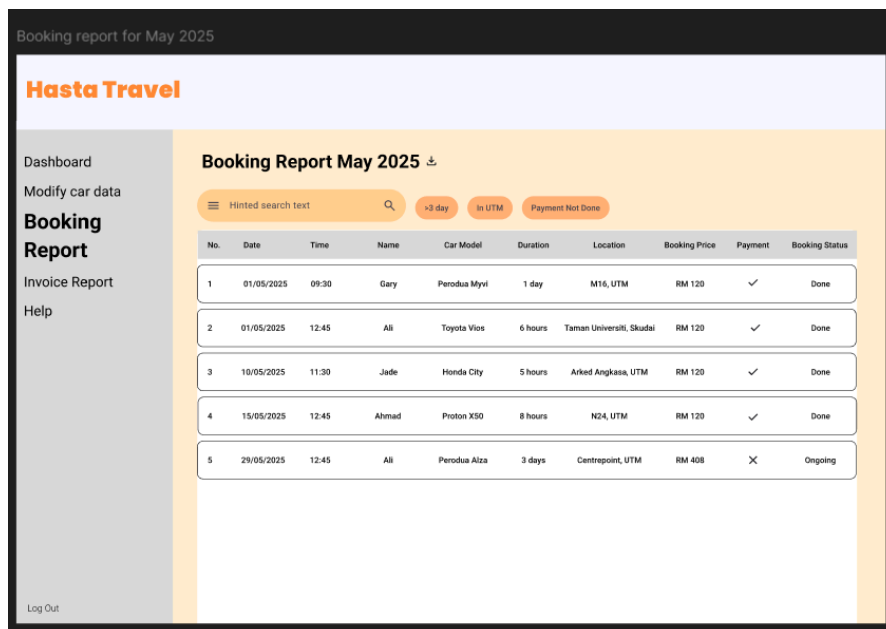 Booking report for May 2025
Hasta Travel
Dashboard
Modify car data
Booking
Report
Invoice Report
Help
Log Out
Booking Report May 2025
Hinted search text
>3 day
In UTM
Payment Not Done
No. Date Time Name Car Model Duration Location Booking Price Payment Booking Status
1 01/05/2025 09:30 Gary Perodua Myvi 1 day M16, UTM RM 120 Done
2 01/05/2025 12:45 Ali Toyota Vios 6 hours Taman Universiti, Skudai RM 120 Done
3 10/05/2025 11:30 Jade Honda City 5 hours Arked Angkasa, UTM RM 120 Done
4 15/05/2025 12:45 Ahmad Proton X50 8 hours N24, UTM RM 120 Done
5 29/05/2025 12:45 Ali Perodua Alza 3 days Centrepoint, UTM RM 408 Ongoing